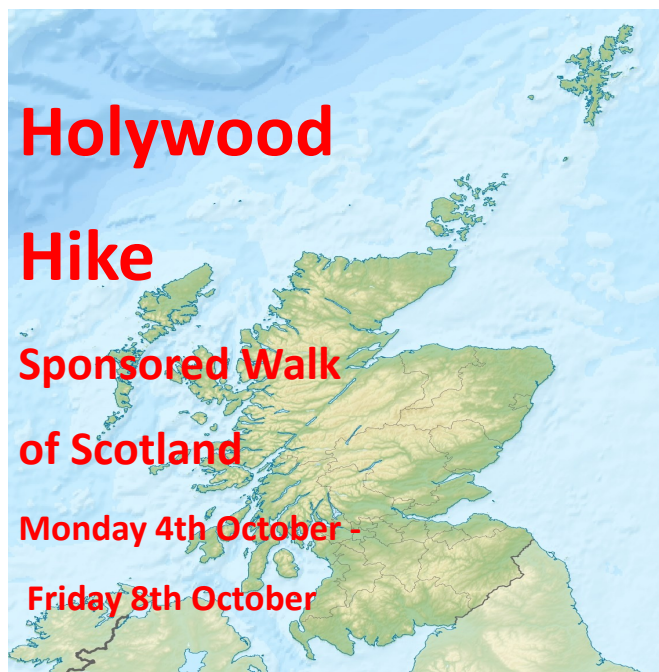 Holywood
Hike
Sponsored Walk
of Scotland
Monday 4th October -
Friday 8th October